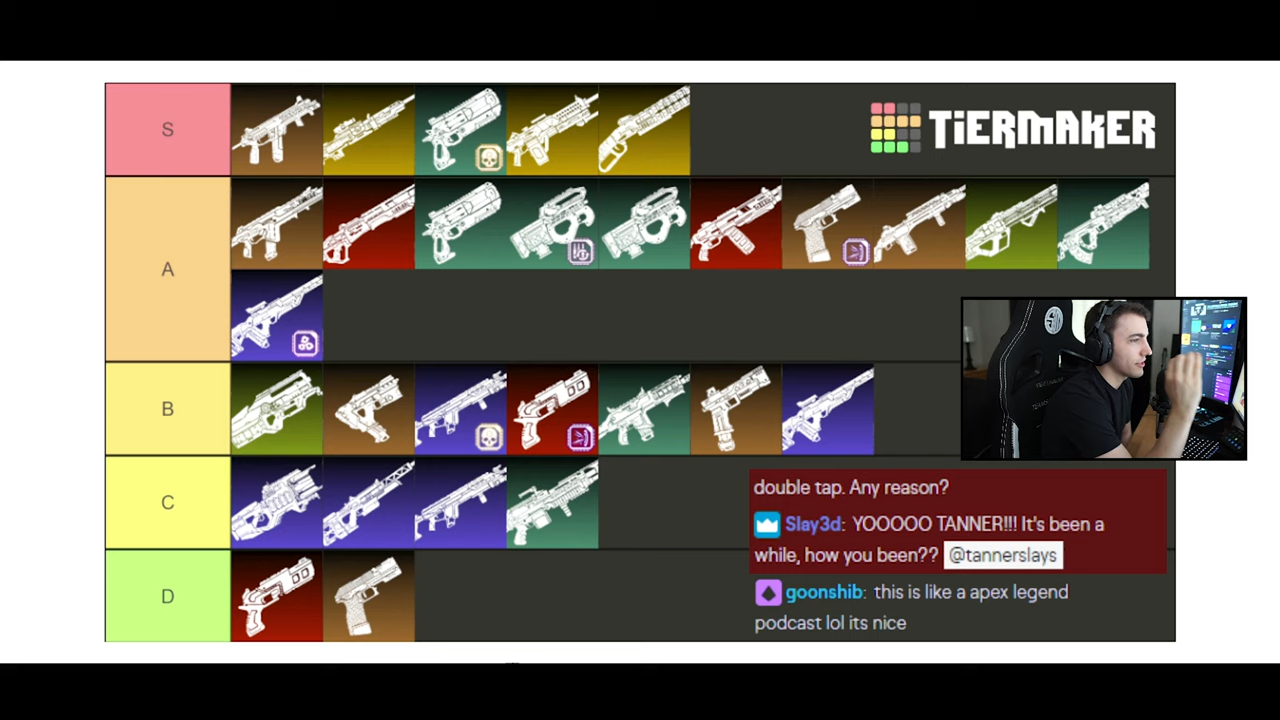 S
TiERMAKER
A
B
C
D
double tap. Any reason?
Slay3d: YOOOOO TANNER!!! It's been a
while, how you been?? @tannerslays
goonshib: this is like a apex legend
podcast lol its nice